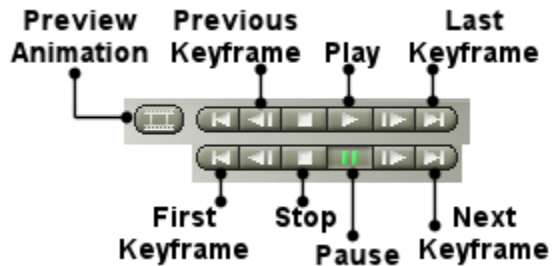 Preview
Animation
Previous
Keyframe
Play
Last
Keyframe
First
Keyframe
Stop
Pause
Next
Keyframe